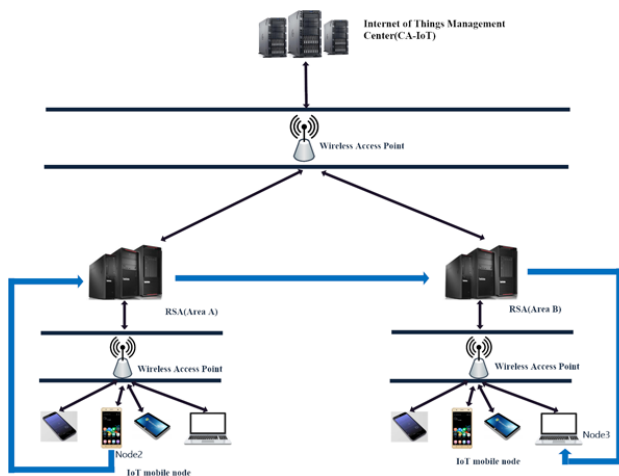 Internet of Things Management
Center(CA-IoT)
Wireless Access Point
RSA(Area A)
RSA(Area B)
Wireless Access Point
Wireless Access Point
Node2
Node3
IoT mobile node
IoT mobile node